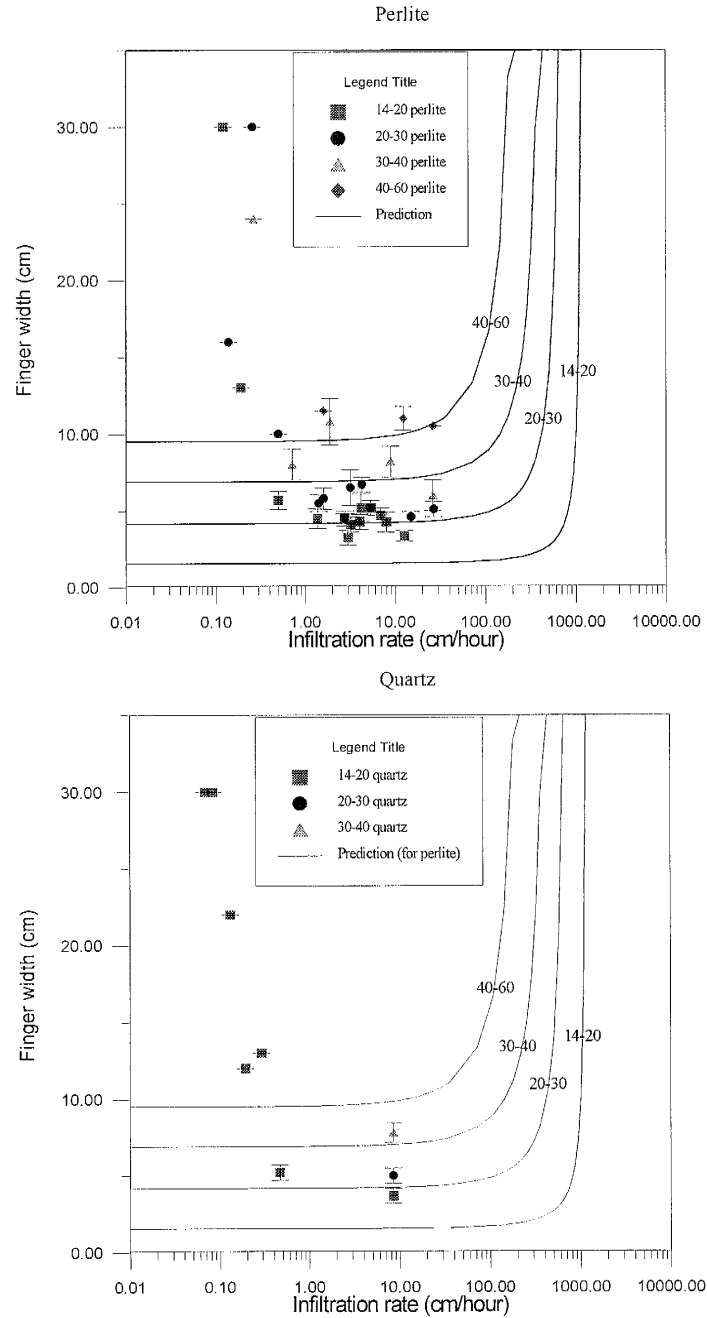 Perlite
Legend Title
14-20 perlite
20-30 perlite
30-40 perlite
40-60 perlite
Prediction
30.00
20.00
10.00
0.00
Finger width (cm)
40-60
30-40
20-30
14-20
0.01 0.10 1.00 10.00 100.00 1000.00 10000.00
Infiltration rate (cm/hour)
Quartz
Legend Title
14-20 quartz
20-30 quartz
30-40 quartz
Prediction (for perlite)
30.00
20.00
10.00
0.00
Finger width (cm)
40-60
30-40
20-30
14-20
0.01 0.10 1.00 10.00 100.00 1000.00 10000.00
Infiltration rate (cm/hour)